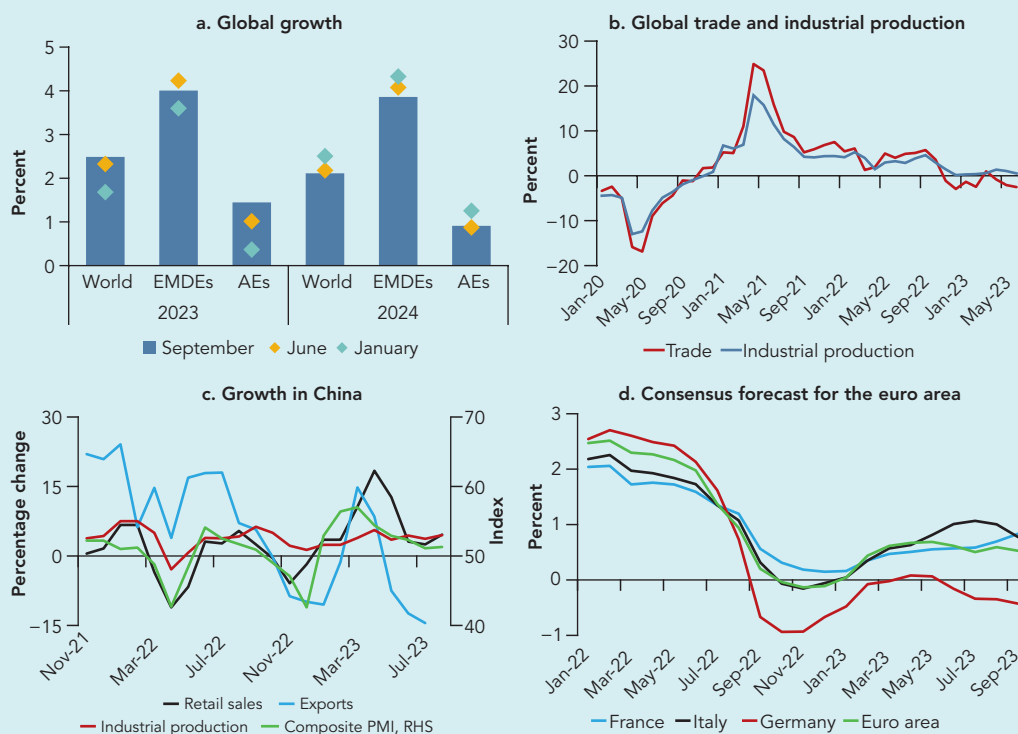 a. Global growth
Percent
5
4
3
2
1
0
World EMDEs AEs World EMDEs AEs
2023 2024
September June January
b. Global trade and industrial production
Percent
30
20
10
0
−10
−20
Jan-20 May-20 Sep-20 Jan-21 May-21 Sep-21 Jan-22 May-22 Sep-22 Jan-23 May-23
Trade Industrial production
c. Growth in China
Percentage change
30
15
0
−15
70
60
50
40
Index
Nov-21 Mar-22 Jul-22 Nov-22 Mar-23 Jul-23
Retail sales Exports
Industrial production Composite PMI, RHS
d. Consensus forecast for the euro area
Percent
3
2
1
0
−1
Jan-22 Mar-22 May-22 Jul-22 Sep-22 Nov-22 Jan-23 Mar-23 May-23 Jul-23 Sep-23
France Italy Germany Euro area